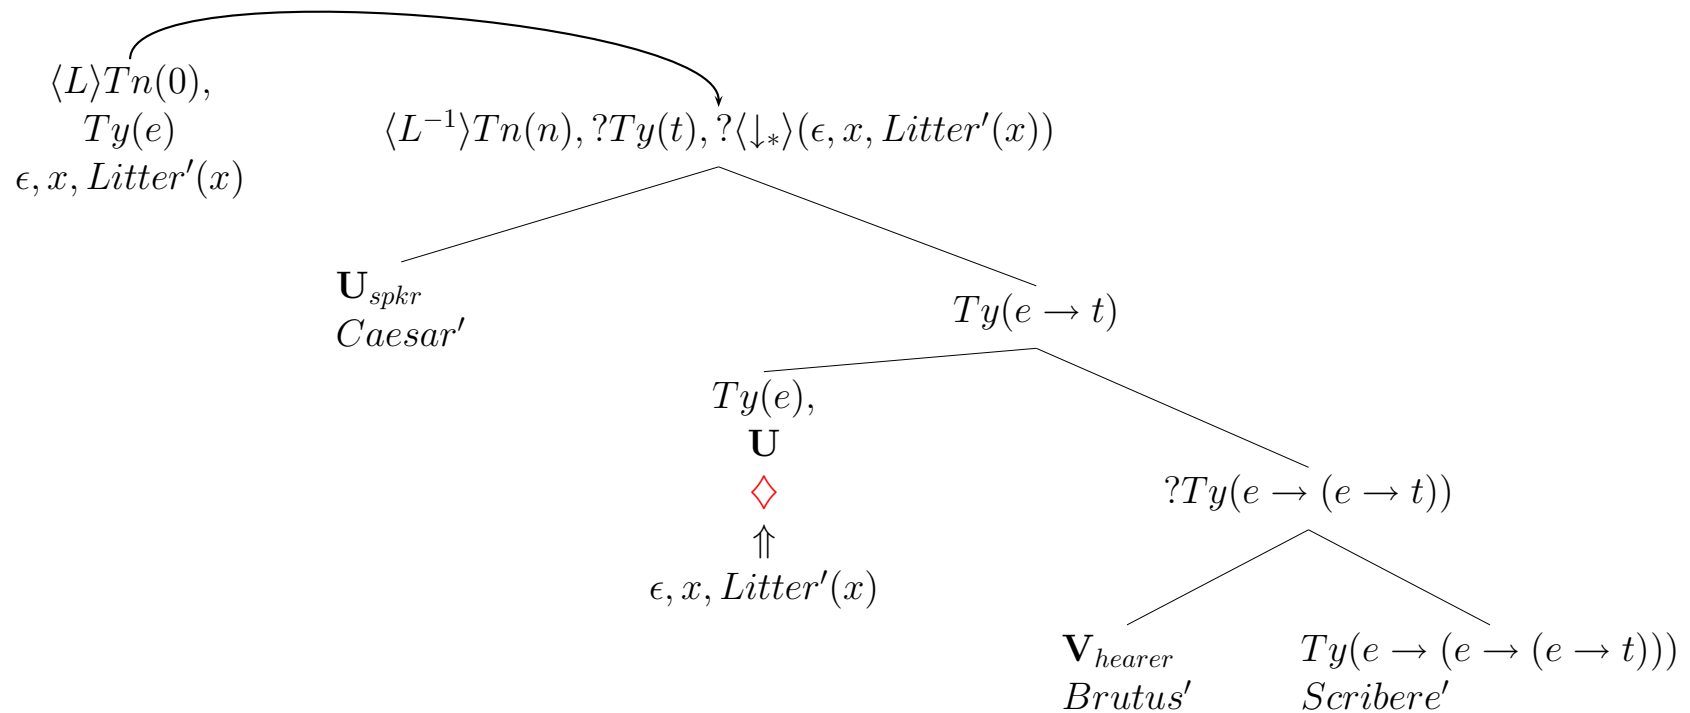 ⟨L⟩Tn(0),
Ty(e)
ϵ, x, Litter′(x)
⟨L⁻¹⟩Tn(n), ?Ty(t), ?⟨↓*⟩(ϵ, x, Litter′(x))
U_spkr
Caesar′
Ty(e → t)
Ty(e),
U
♢
⇑
ϵ, x, Litter′(x)
?Ty(e → (e → t))
V_hearer
Brutus′
Ty(e → (e → (e → t)))
Scribere′